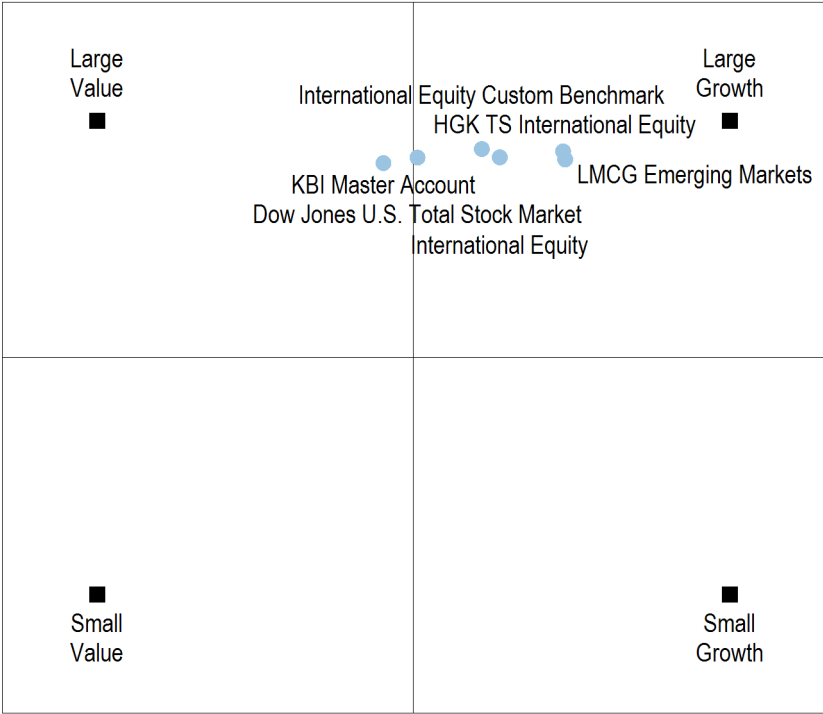 Large
Value
Large
Growth
International Equity Custom Benchmark
HGK TS International Equity
LMCG Emerging Markets
KBI Master Account
Dow Jones U.S. Total Stock Market
International Equity
Small
Value
Small
Growth